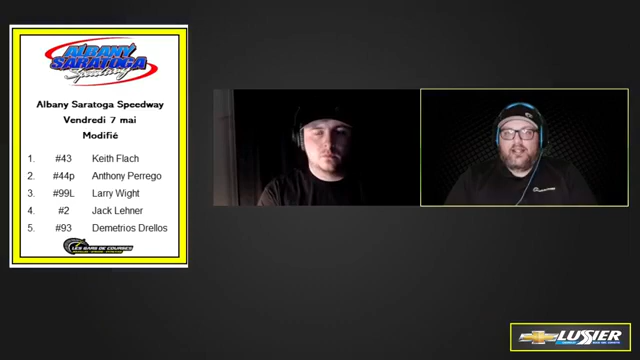 ALBANY
SARATOGA
Speedway
Albany Saratoga Speedway
Vendredi 7 mai
Modifié
1. #43 Keith Flach
2. #44p Anthony Perrego
3. #99L Larry Wight
4. #2 Jack Lehner
5. #93 Demetrios Drellos
LES GARS DE COURSES
LUSSIER